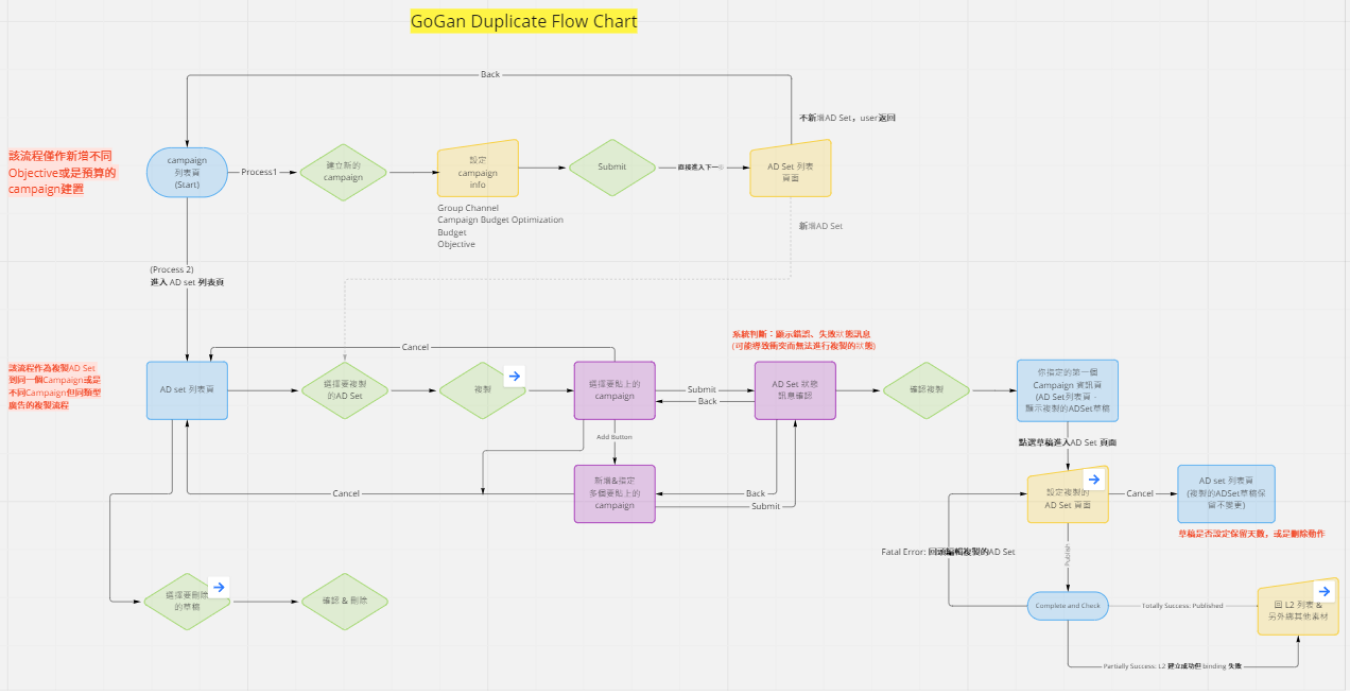 GoGan Duplicate Flow Chart
Back
不新增AD Set，user返回
該流程僅作新增不同
Objective或是預算的
campaign建置
campaign
列表頁
(Start)
Process1
建立新的
campaign
設定
campaign
info
Submit
直接進入下一
AD Set 列表
頁面
Group Channel
Campaign Budget Optimization
Budget
Objective
新增AD Set
(Process 2)
進入 AD set 列表頁
系統判斷：顯示錯誤、失敗狀態訊息
(可能導致衝突而無法進行複製的狀態)
Cancel
該流程作為複製AD Set
到同一個Campaign或是
不同Campaign但同類型
廣告的複製流程
AD set 列表頁
選擇要複製
的AD Set
複製
選擇要點上的
campaign
Submit
Back
AD Set 狀態
訊息確認
確認複製
你指定的第一個
Campaign 資訊頁
(AD Set列表頁，
顯示複製的ADSet草稿
Add Button
點選草稿進入AD Set 頁面
新增&指定
多個要點上的
campaign
Cancel
Back
Submit
設定複製的
AD Set 頁面
Cancel
AD set 列表頁
(複製的ADSet草稿保
留不變更)
草稿是否設定保留天數，或是刪除動作
Fatal Error: 回頭編輯複製的AD Set
Publish
選擇要刪除
的草稿
確認 & 刪除
Complete and Check
Totally Success: Published
回 L2 列表 &
另外綁其他素材
Partially Success: L2 建立成功但 binding 失敗